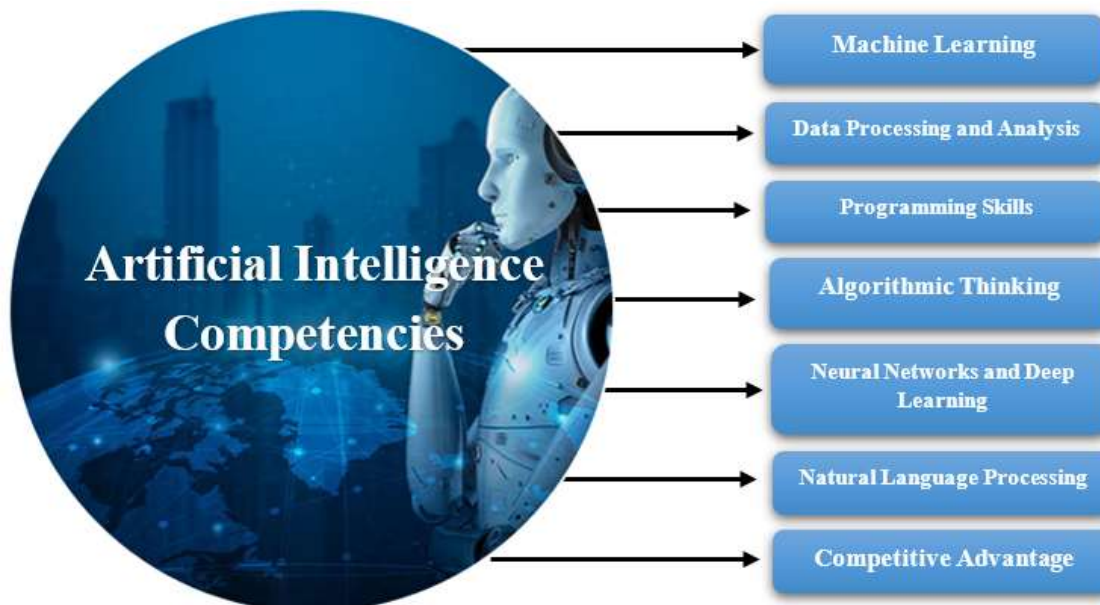 Artificial Intelligence
Competencies
Machine Learning
Data Processing and Analysis
Programming Skills
Algorithmic Thinking
Neural Networks and Deep
Learning
Natural Language Processing
Competitive Advantage